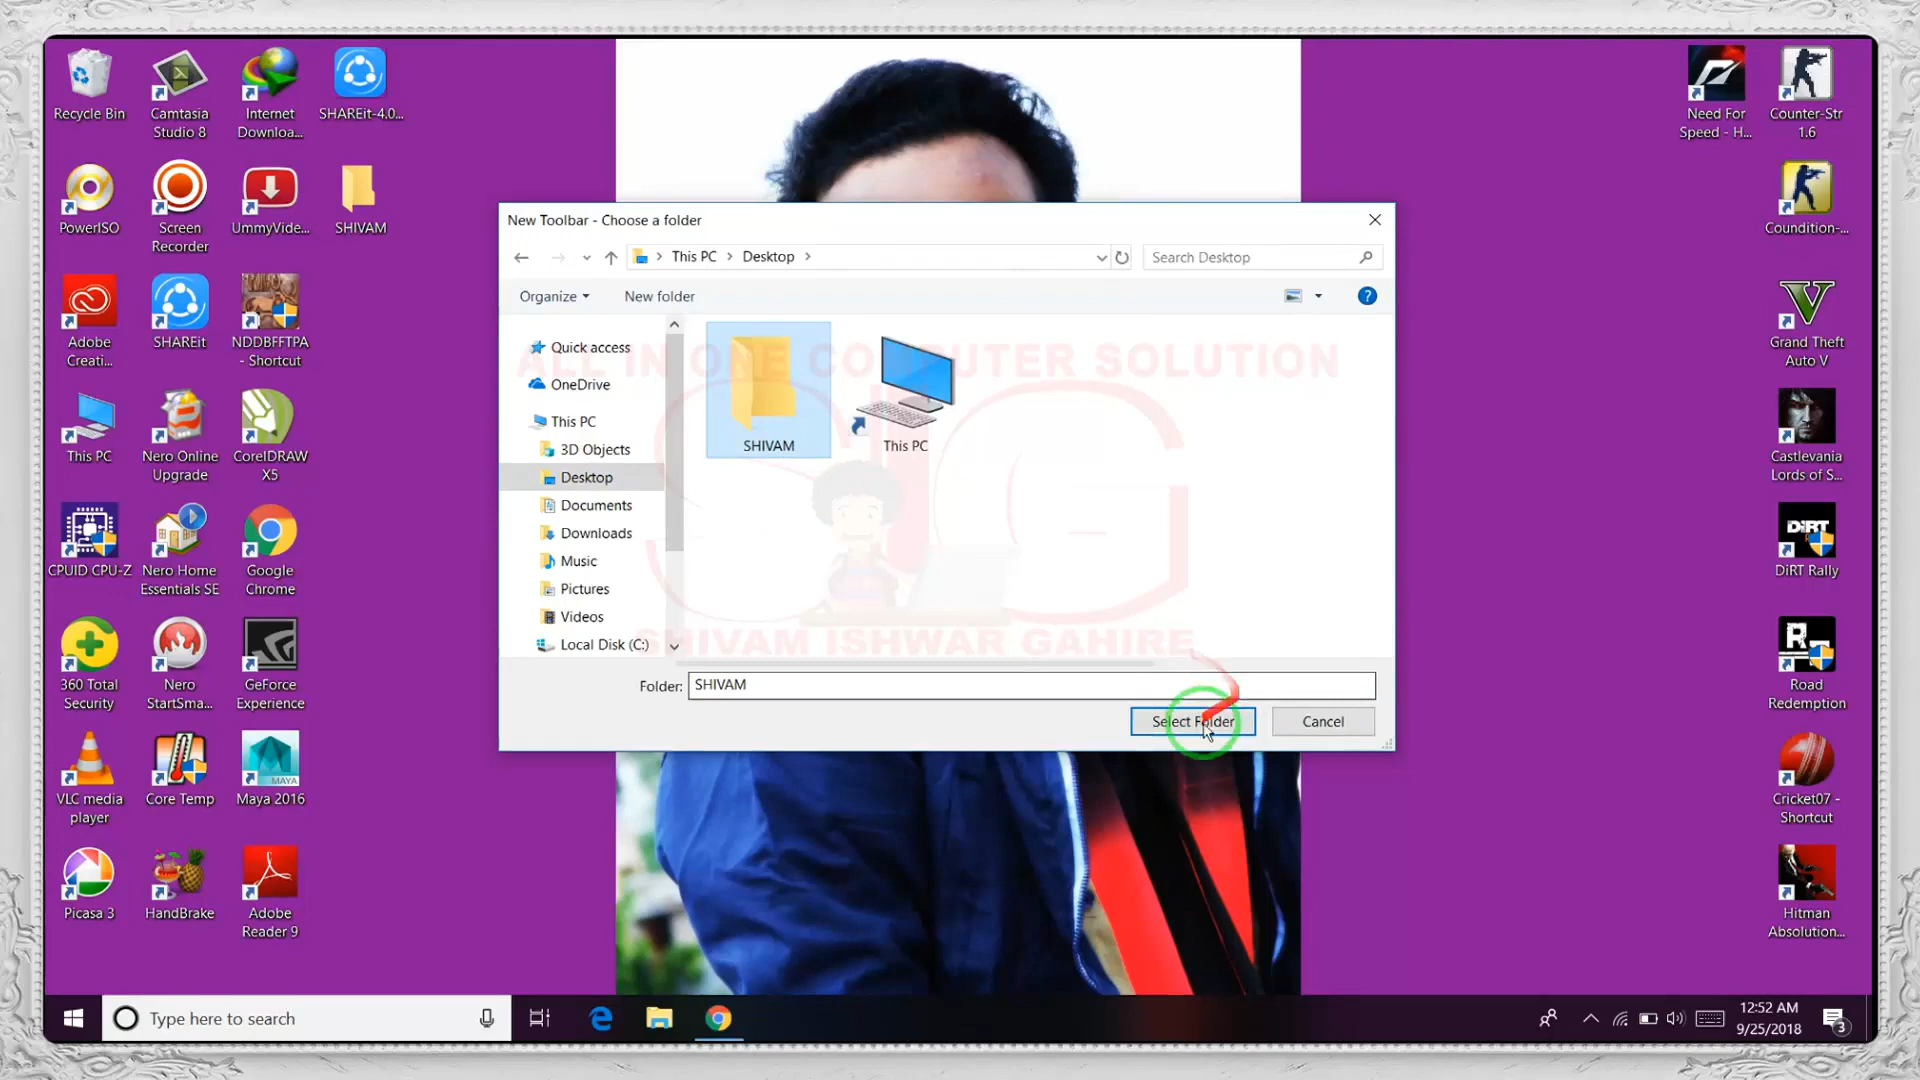 Recycle Bin
Camtasia
Studio 8
Internet
Downloa...
SHAREit-4.0...
PowerISO
Screen
Recorder
UmmyVide...
SHIVAM
Adobe
Creati...
SHAREit
NDDBFFTPA
- Shortcut
This PC
Nero Online
Upgrade
CorelDRAW
X5
CPUID CPU-Z
Nero Home
Essentials SE
Google
Chrome
360 Total
Security
Nero
StartSma...
GeForce
Experience
VLC media
player
Core Temp
MAYA
Maya 2016
Picasa 3
HandBrake
Adobe
Reader 9
New Toolbar - Choose a folder
This PC
Desktop
Search Desktop
Organize
New folder
?
Quick access
OneDrive
This PC
3D Objects
Desktop
Documents
Downloads
Music
Pictures
Videos
Local Disk (C:)
SHIVAM
This PC
ALL IN ONE COMPUTER SOLUTION
SIG
SHIVAM ISHWAR GAHIRE
Folder:
SHIVAM
Select Folder
Cancel
Need For
Speed - H...
Counter-Str
1.6
Coundition-...
V
Grand Theft
Auto V
Castlevania
Lords of S...
DiRT
DiRT Rally
R
Road
Redemption
Cricket07 -
Shortcut
Hitman
Absolution...
Type here to search
12:52 AM
9/25/2018
3